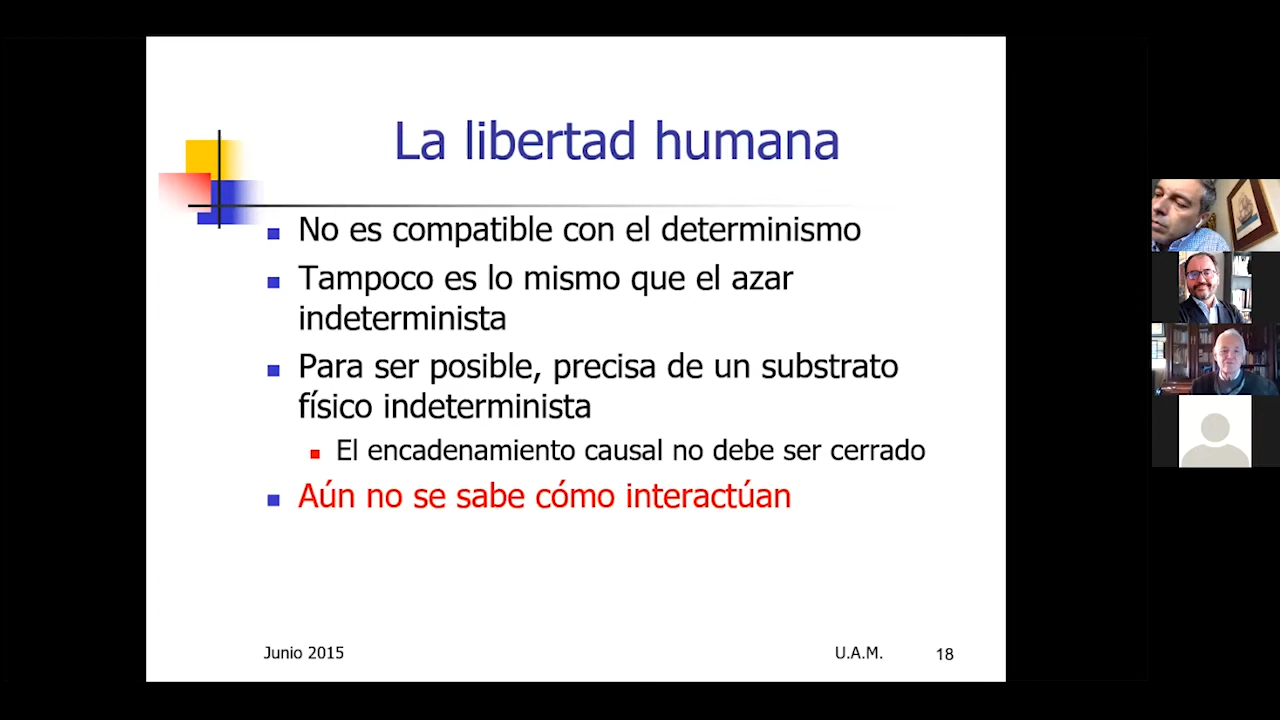 La libertad humana
No es compatible con el determinismo
Tampoco es lo mismo que el azar
indeterminista
Para ser posible, precisa de un substrato
físico indeterminista
El encadenamiento causal no debe ser cerrado
Aún no se sabe cómo interactúan
Junio 2015
U.A.M.
18